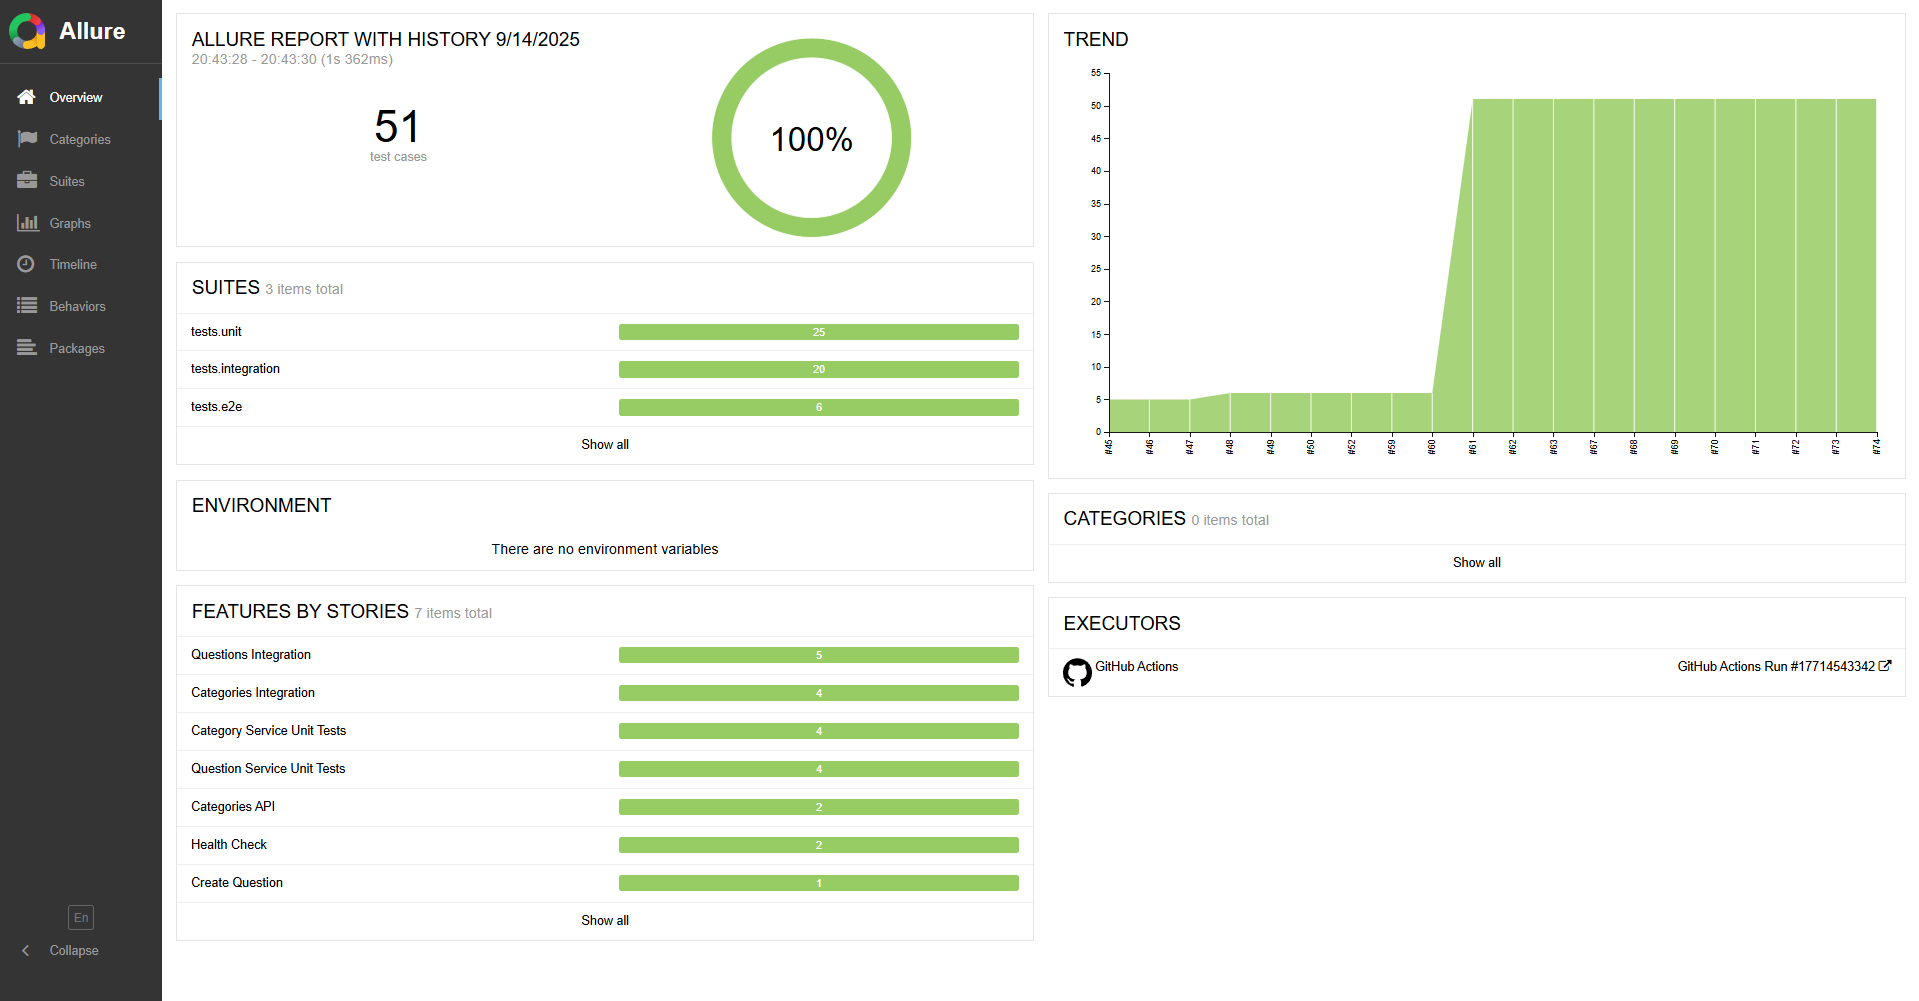 Allure
Overview
Categories
Suites
Graphs
Timeline
Behaviors
Packages
En
Collapse
ALLURE REPORT WITH HISTORY 9/14/2025
20:43:28 - 20:43:30 (1s 362ms)
51
test cases
100%
SUITES 3 items total
tests.unit 25
tests.integration 20
tests.e2e 6
Show all
ENVIRONMENT
There are no environment variables
FEATURES BY STORIES 7 items total
Questions Integration 5
Categories Integration 4
Category Service Unit Tests 4
Question Service Unit Tests 4
Categories API 2
Health Check 2
Create Question 1
Show all
TREND
55
50
45
40
35
30
25
20
15
10
5
0
#45 #46 #47 #48 #49 #50 #52 #59 #60 #61 #62 #63 #67 #68 #69 #70 #71 #72 #73 #74
CATEGORIES 0 items total
Show all
EXECUTORS
GitHub Actions GitHub Actions Run #17714543342